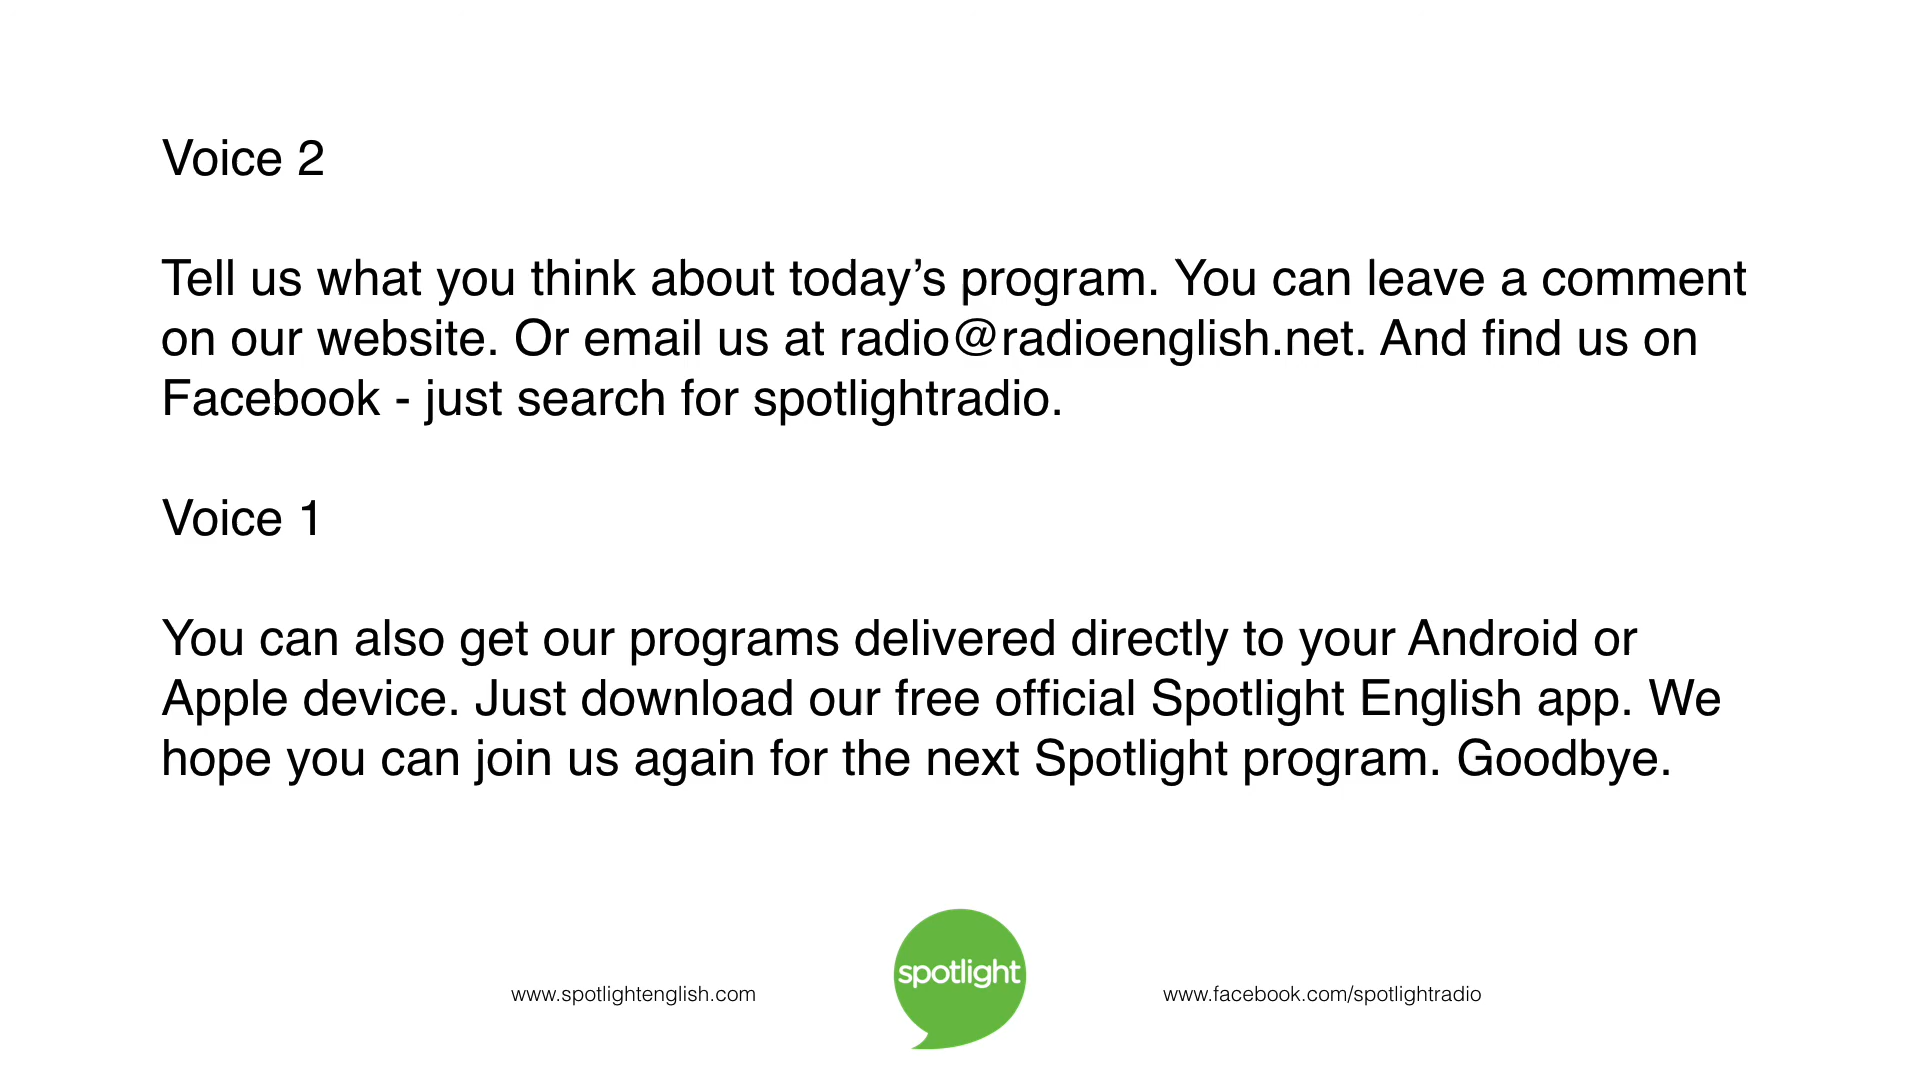 Voice 2
Tell us what you think about today’s program. You can leave a comment
on our website. Or email us at radio@radioenglish.net. And find us on
Facebook - just search for spotlightradio.
Voice 1
You can also get our programs delivered directly to your Android or
Apple device. Just download our free official Spotlight English app. We
hope you can join us again for the next Spotlight program. Goodbye.
www.spotlightenglish.com
spotlight
www.facebook.com/spotlightradio